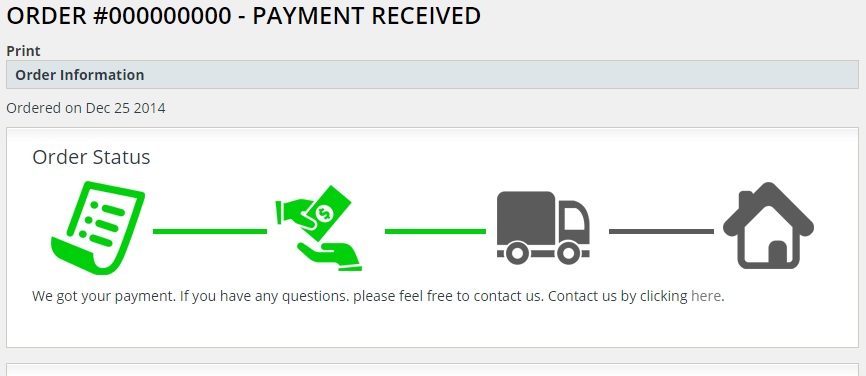 ORDER #000000000 - PAYMENT RECEIVED
Print
Order Information
Ordered on Dec 25 2014
Order Status
$
We got your payment. If you have any questions. please feel free to contact us. Contact us by clicking here.